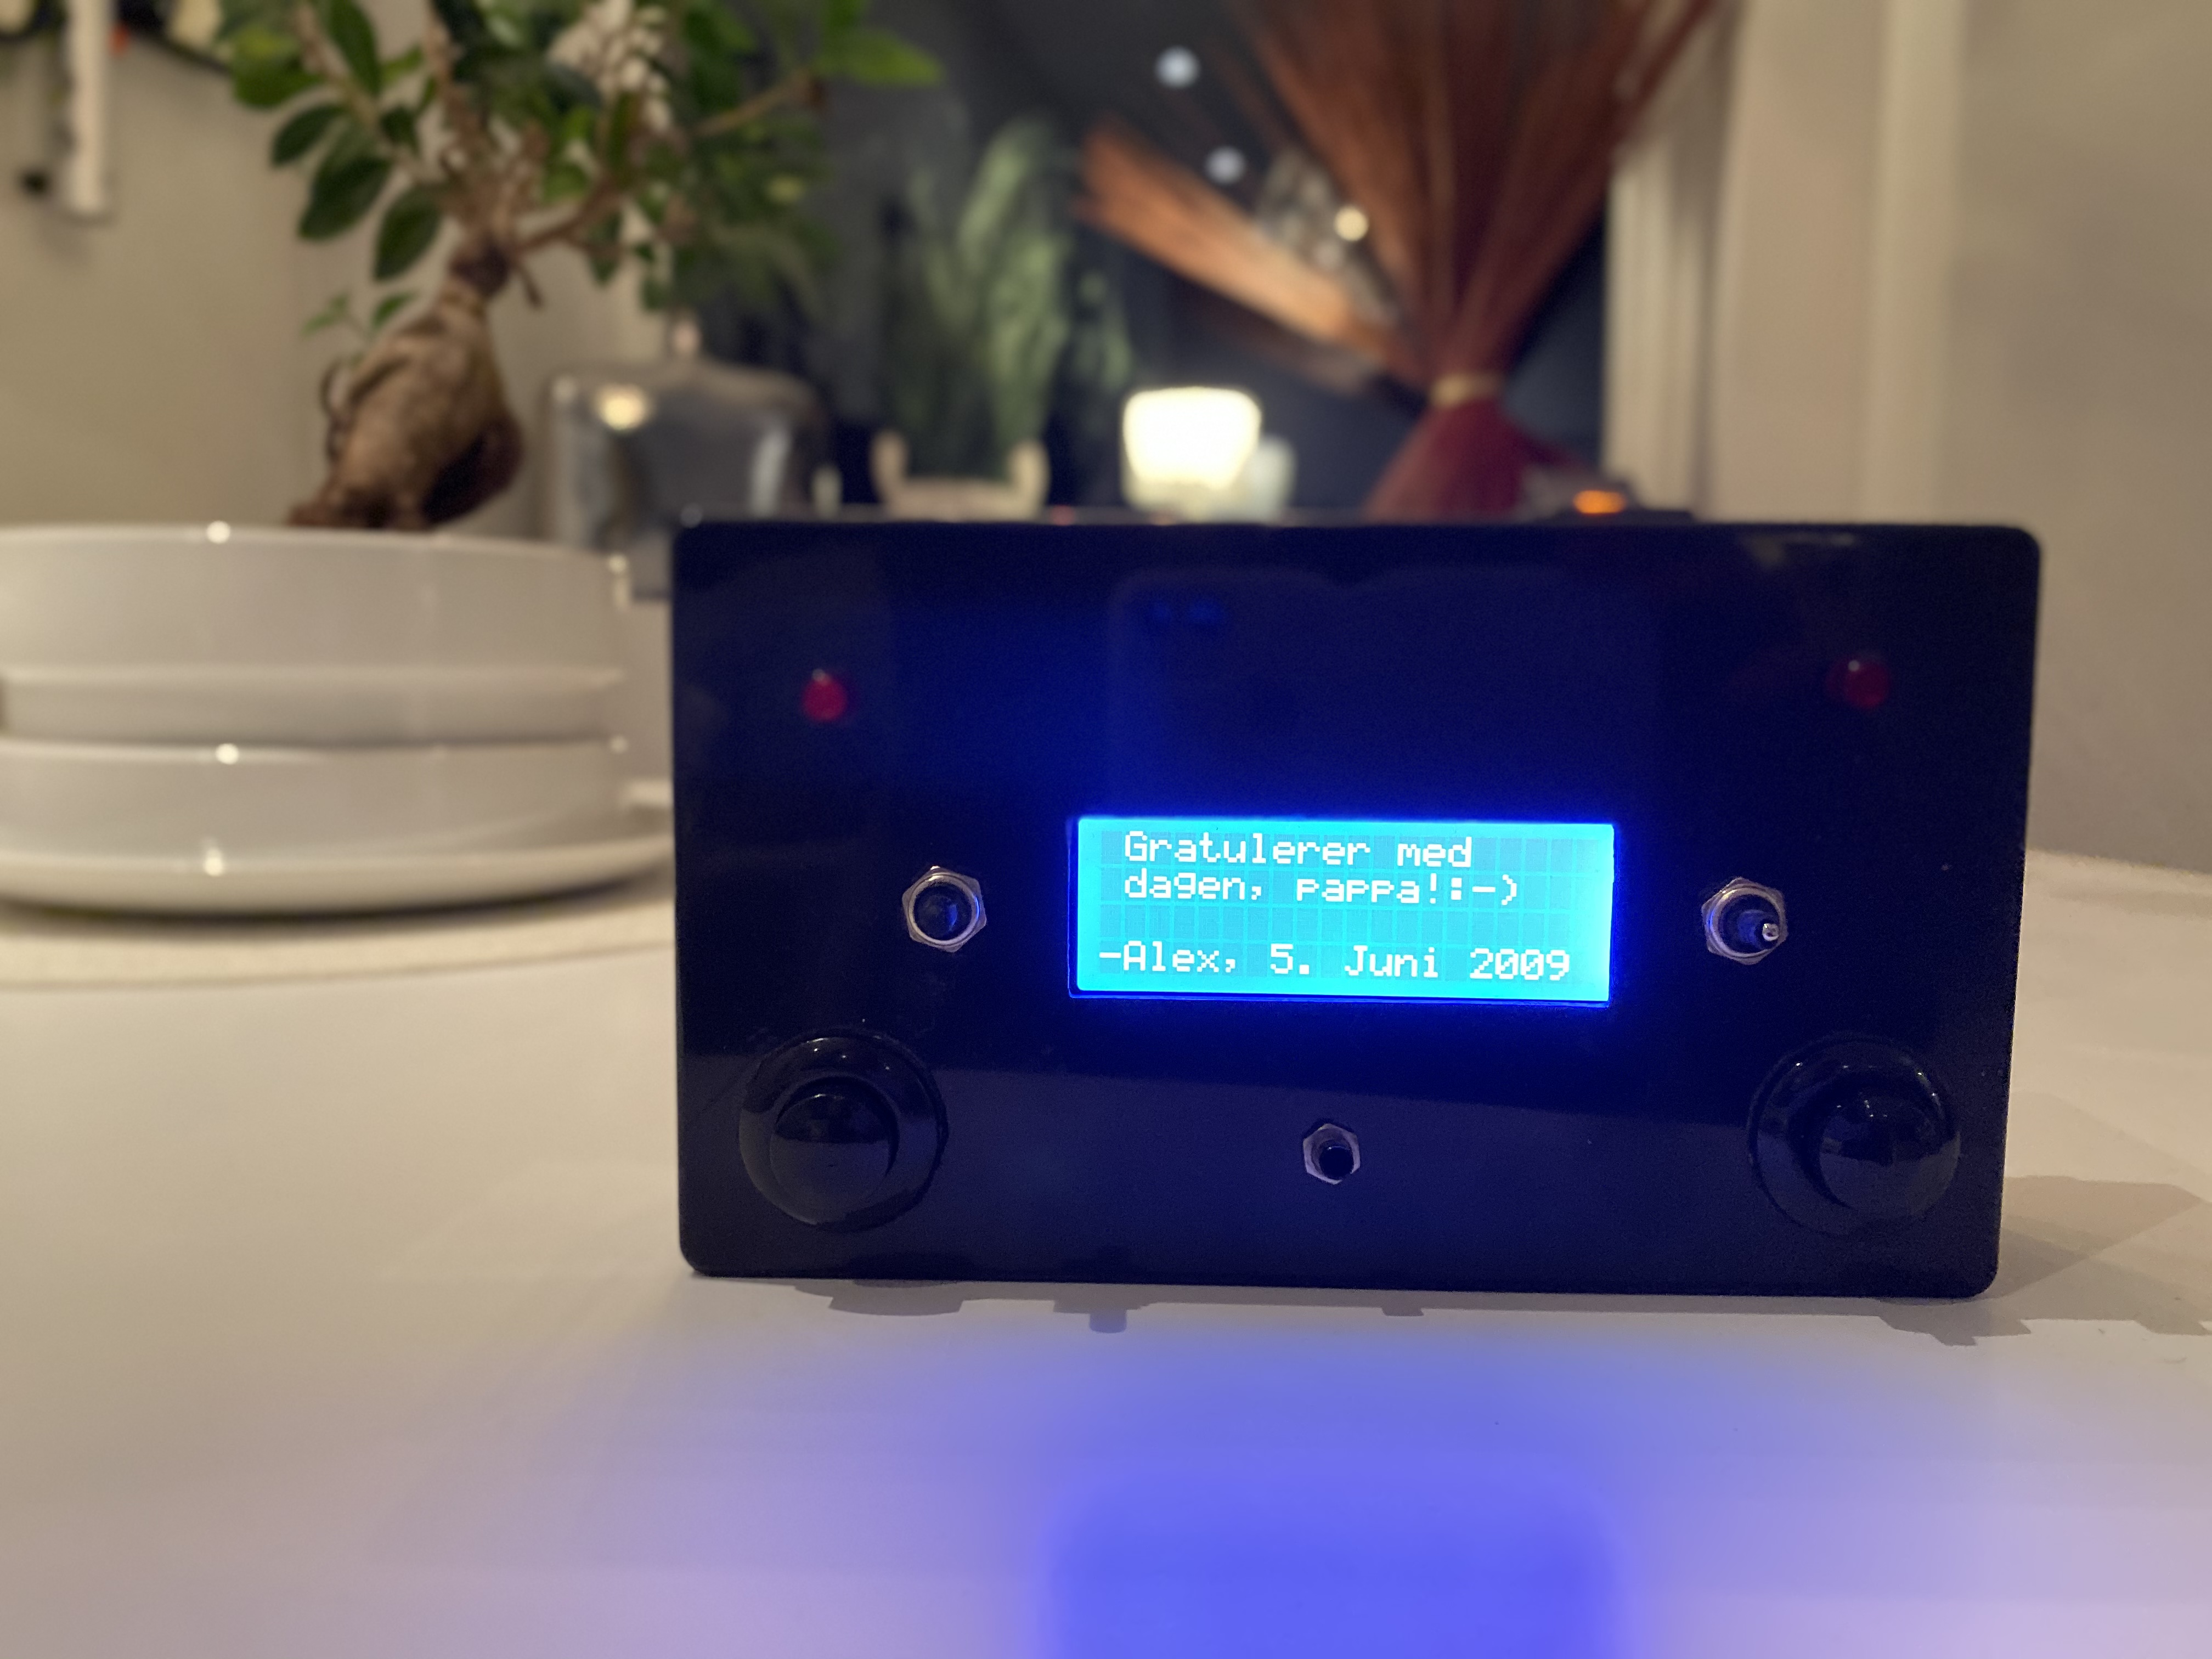 Gratulerer med
dagen, pappa!:-)
-Alex, 5. Juni 2009